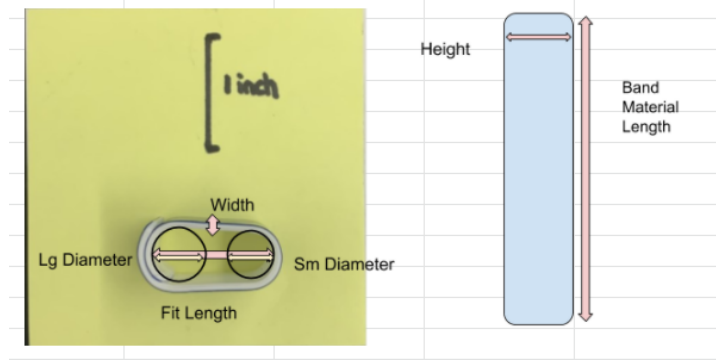 1 inch
Width
Lg Diameter
Sm Diameter
Fit Length
Height
Band
Material
Length